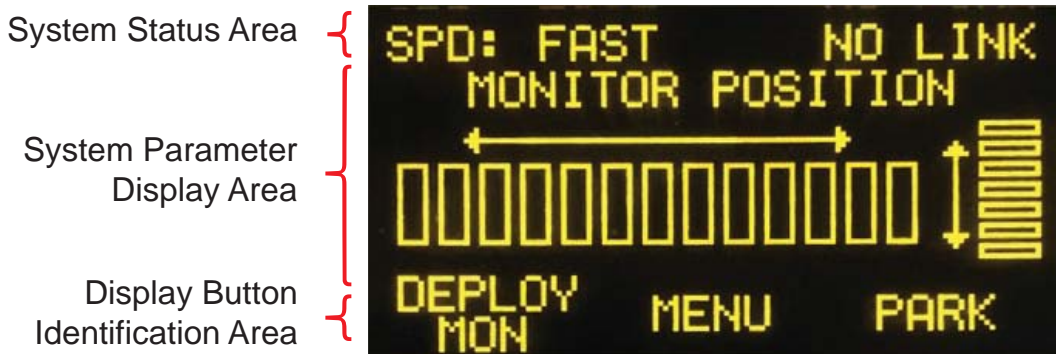 System Status Area
SPD: FAST NO LINK
MONITOR POSITION
System Parameter
Display Area
DEPLOY
MON
MENU
PARK
Display Button
Identification Area